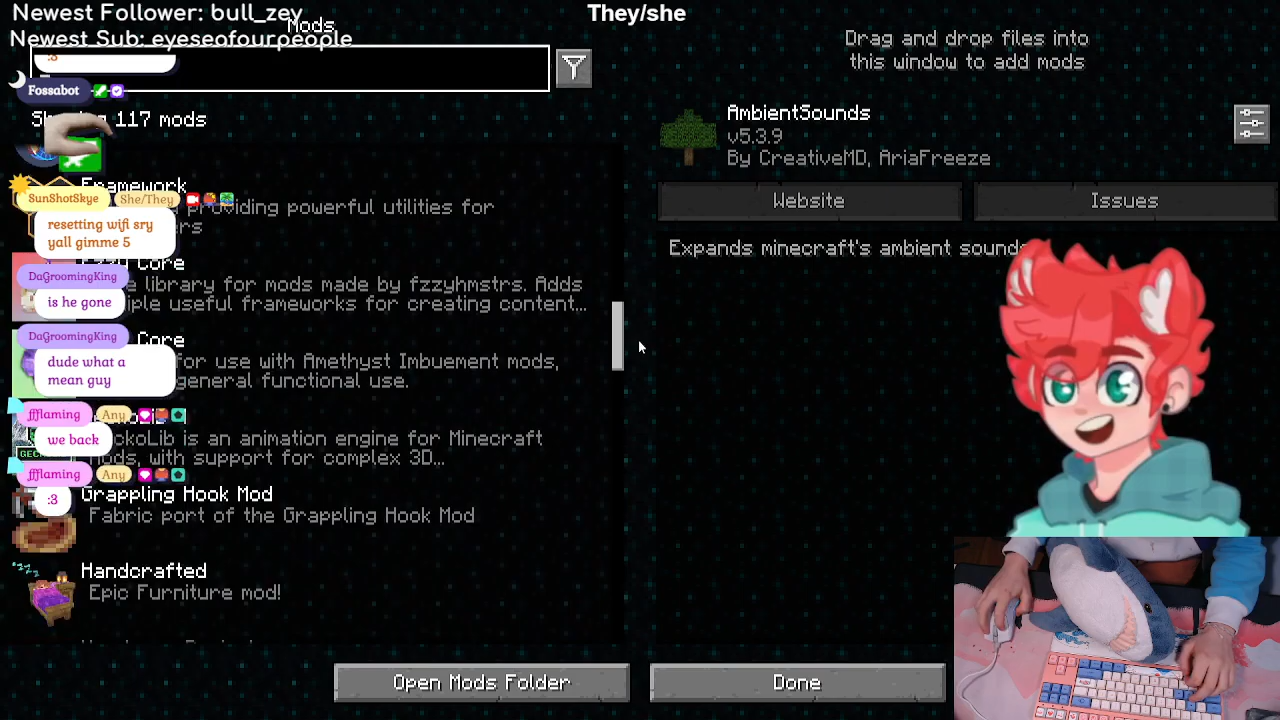 Newest Follower: bull_zey
Mods
Newest Sub: eyeseofourpeople
They/she
Drag and drop files into
this window to add mods
:3
Fossabot
117 mods
AmbientSounds
v5.3.9
By CreativeMD, AriaFreeze
Website
Issues
Expands minecraft's ambient sounds
Framework
providing powerful utilities for
SunShotSkye
She/They
resetting wifi sry
yall gimme 5
Core
library for mods made by fzzyhmstrs. Adds
useful frameworks for creating content...
DaGroomingKing
is he gone
Core
for use with Amethyst Imbuement mods,
general functional use.
DaGroomingKing
dude what a
mean guy
is an animation engine for Minecraft
with support for complex 3D...
ffflaming
Any
we back
ffflaming
Any
:3
Grappling Hook Mod
Fabric port of the Grappling Hook Mod
Handcrafted
Epic Furniture mod!
Open Mods Folder
Done